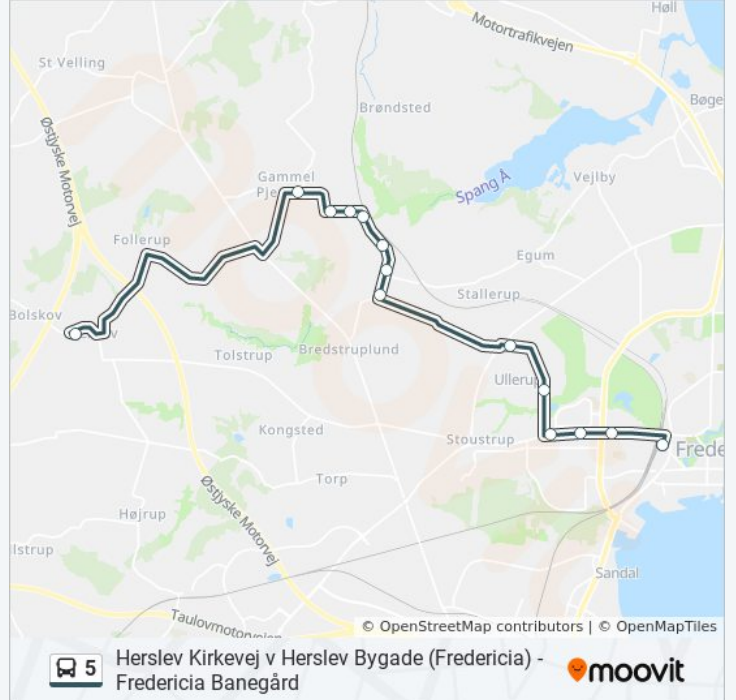 Høll
Motortrafikvejen
St Velling
Bøge
Brøndsted
Østjyske Motorvej
Gammel
Pje
Spang Å
Vejlby
Follerup
Egum
Stallerup
Bolskov
v
Tolstrup
Bredstruplund
Ullerup
Kongsted
Stoustrup
Frede
Torp
Østjyske Motorvej
Højrup
lstrup
Sandal
Taulovmotorvejen
© OpenStreetMap contributors | © OpenMapTiles
5
Herslev Kirkevej v Herslev Bygade (Fredericia) -
Fredericia Banegård
moovit